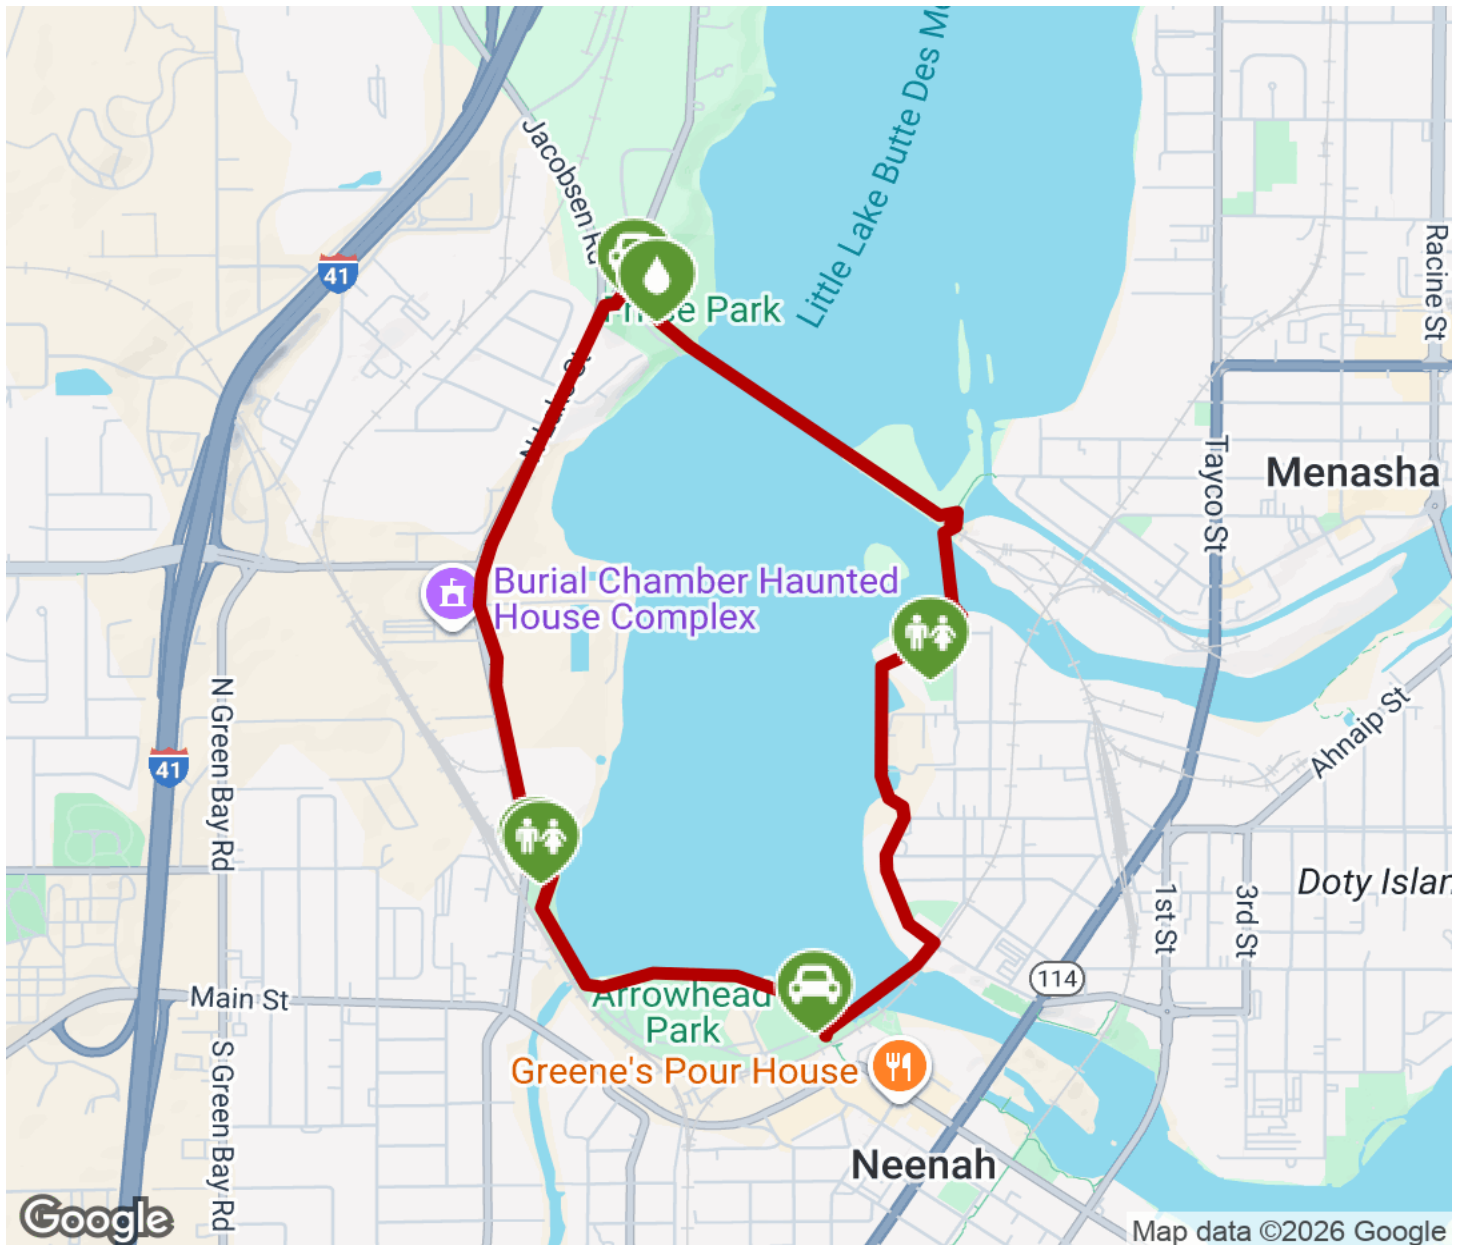 Little Lake Butte Des Mo
Jacobsen Rd
41
Racine St
Park
N Lake St
Tayco St
Menasha
Burial Chamber Haunted
House Complex
N Green Bay Rd
41
Ahnaip St
1st St
3rd St
Doty Islan
114
Main St
Arrowhead
Park
Greene's Pour House
S Green Bay Rd
Neenah
Google
Map data ©2026 Google